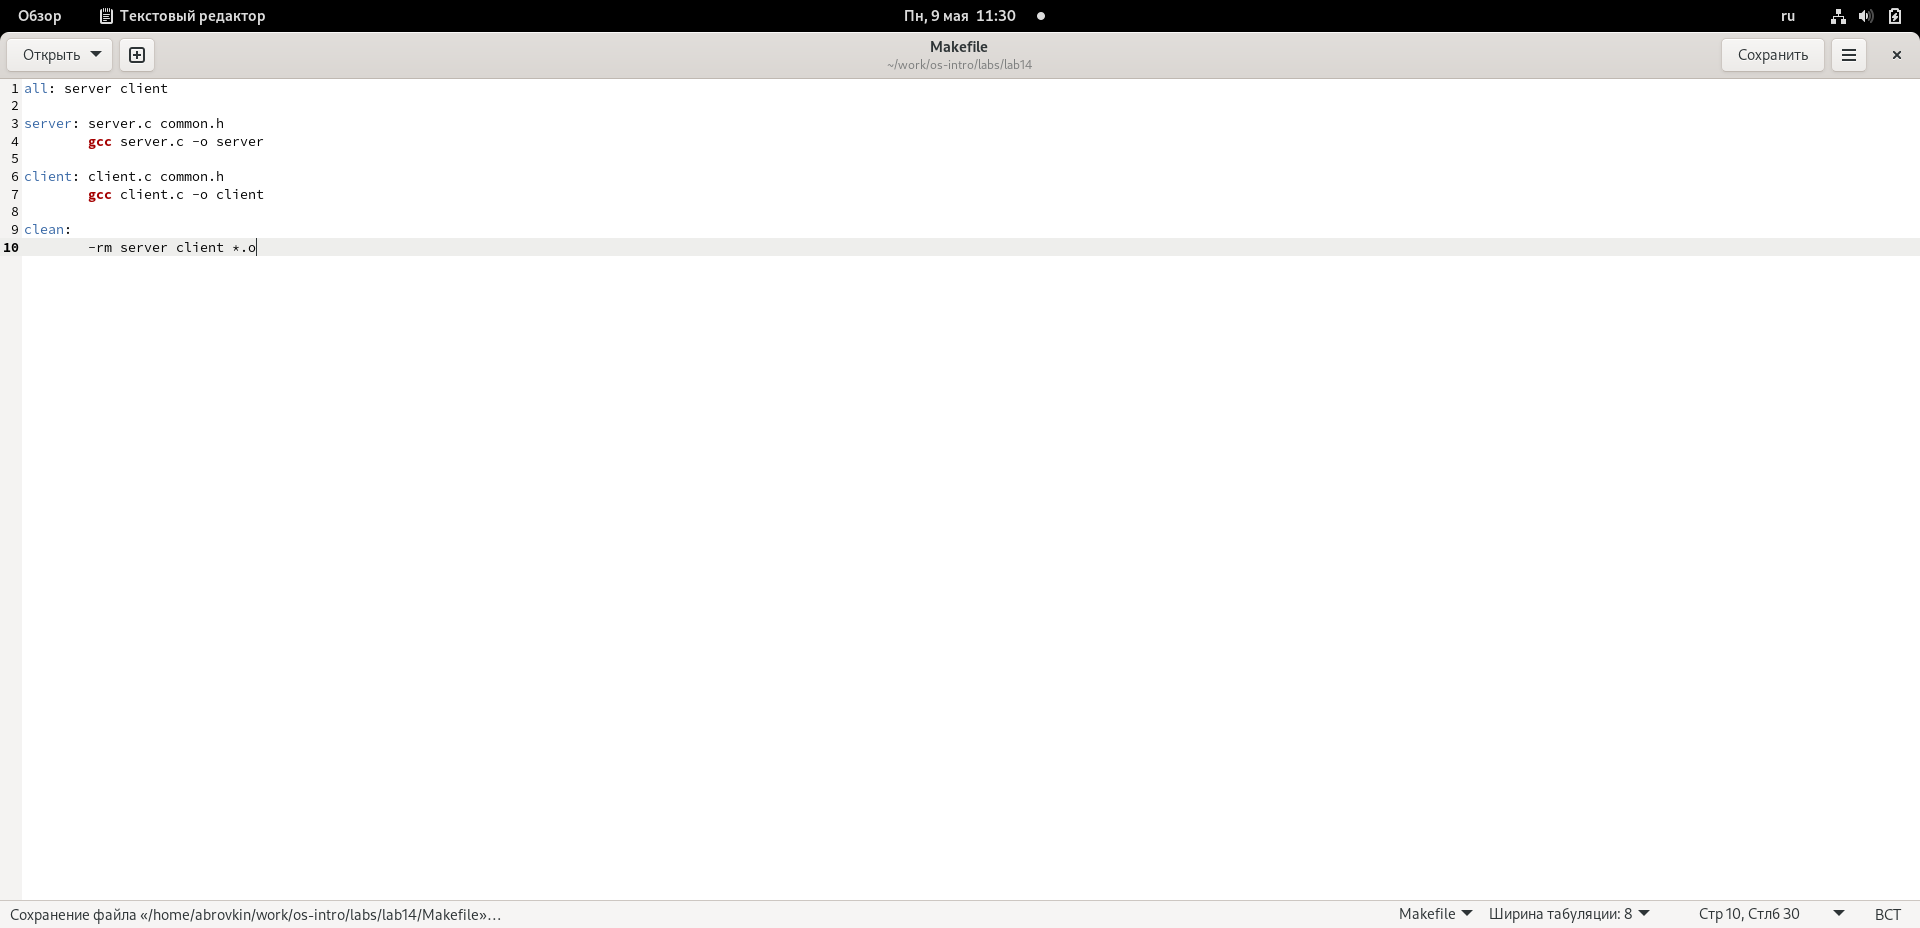 Обзор Текстовый редактор Пн, 9 мая 11:30 ru
Открыть Makefile Сохранить
~/work/os-intro/labs/lab14
1 all: server client
2
3 server: server.c common.h
4 gcc server.c -o server
5
6 client: client.c common.h
7 gcc client.c -o client
8
9 clean:
10 -rm server client *.o
Сохранение файла «/home/abrovkin/work/os-intro/labs/lab14/Makefile»… Makefile Ширина табуляции: 8 Стр 10, Стлб 30 ВСТ